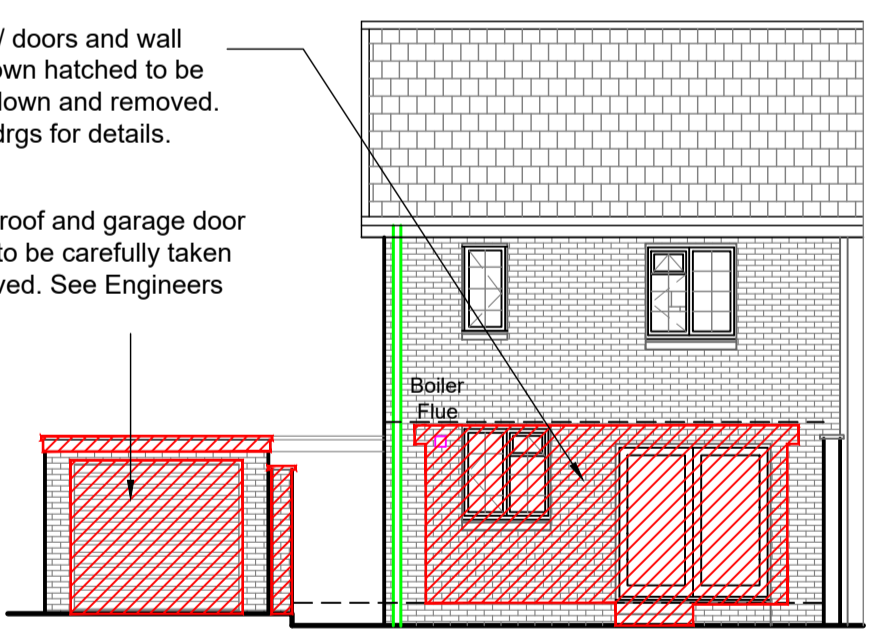 / doors and wall
own hatched to be
down and removed.
drgs for details.
roof and garage door
to be carefully taken
ved. See Engineers
Boiler
Flue